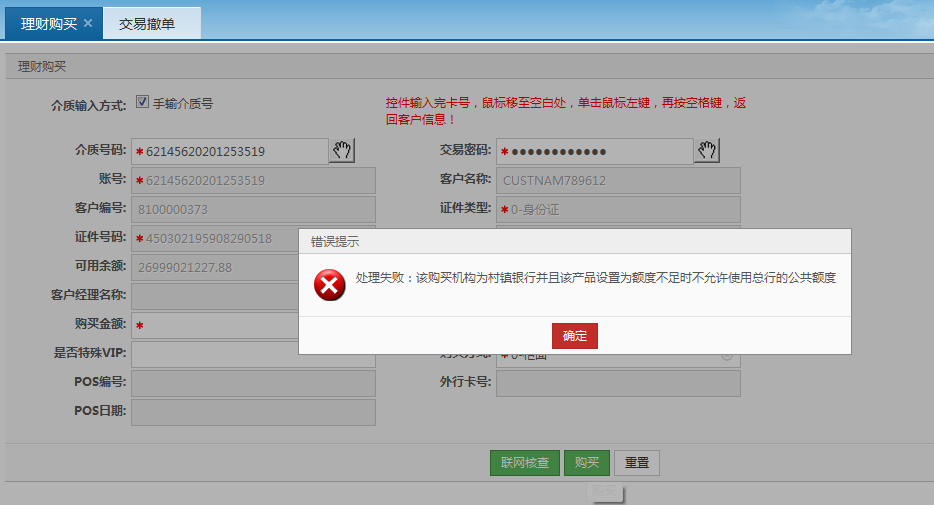 理财购买
交易撤单
理财购买
介质输入方式: 手输介质号
控件输入完卡号，鼠标移至空白处，单击鼠标左键，再按空格键，返
回客户信息！
介质号码: * 62145620201253519
交易密码: * ●●●●●●●●●●●●
账号: * 62145620201253519
客户名称: CUSTNAM789612
客户编号: 8100000373
证件类型: * 0-身份证
证件号码: * 450302195908290518
可用余额: 26999021227.88
客户经理名称:
购买金额: *
错误提示
处理失败：该购买机构为村镇银行并且该产品设置为额度不足时不允许使用总行的公共额度
确定
是否特殊VIP:
POS编号:
外行卡号:
POS日期:
联网核查 购买 重置